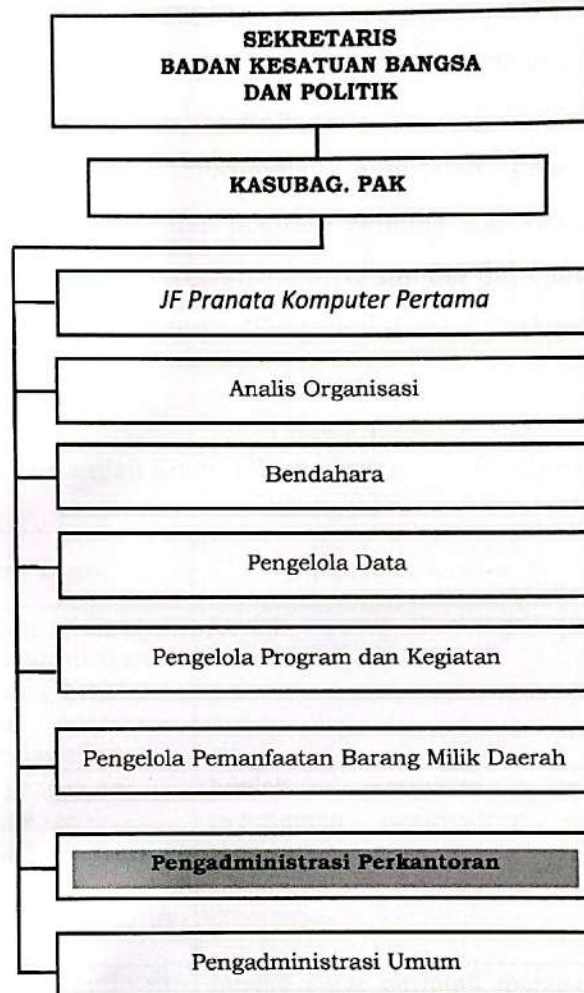 SEKRETARIS
BADAN KESATUAN BANGSA
DAN POLITIK
KASUBAG. PAK
JF Pranata Komputer Pertama
Analis Organisasi
Bendahara
Pengelola Data
Pengelola Program dan Kegiatan
Pengelola Pemanfaatan Barang Milik Daerah
Pengadministrasi Perkantoran
Pengadministrasi Umum